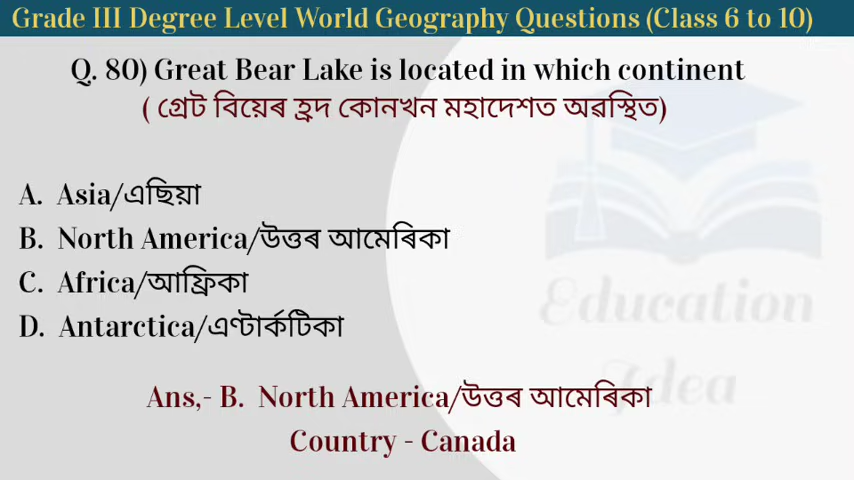 Grade III Degree Level World Geography Questions (Class 6 to 10)
Q. 80) Great Bear Lake is located in which continent
( গ্ৰেট বিয়েৰ হ্ৰদ কোনখন মহাদেশত অৱস্থিত)
A. Asia/এছিয়া
B. North America/উত্তৰ আমেৰিকা
C. Africa/আফ্ৰিকা
D. Antarctica/এণ্টাৰ্কটিকা
Education
Idea
Ans,- B. North America/উত্তৰ আমেৰিকা
Country - Canada